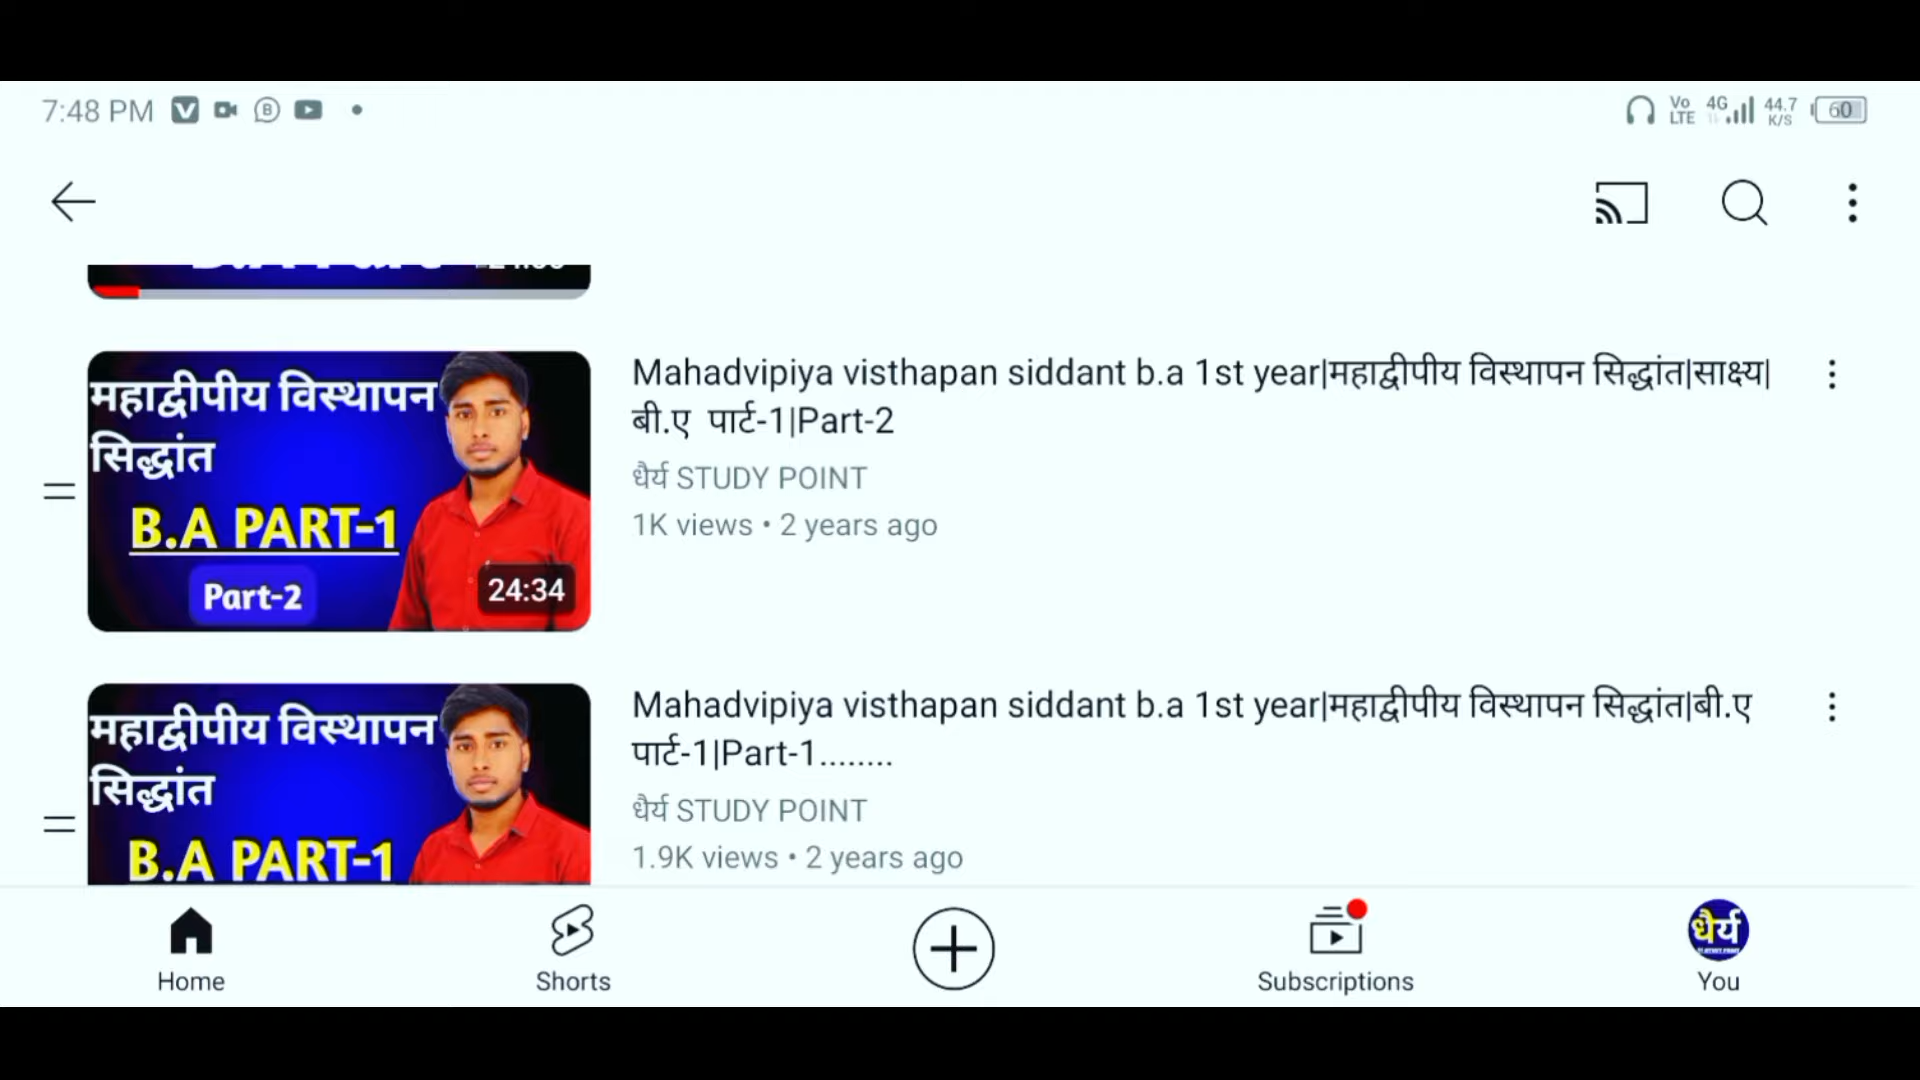 7:48 PM
Vo LTE 4G 44.7 K/S 60
महाद्वीपीय विस्थापन
सिद्धांत
B.A PART-1
Part-2
24:34
Mahadvipiya visthapan siddant b.a 1st year|महाद्वीपीय विस्थापन सिद्धांत|साक्ष्य|
बी.ए पार्ट-1|Part-2
धैर्य STUDY POINT
1K views • 2 years ago
महाद्वीपीय विस्थापन
सिद्धांत
B.A PART-1
Mahadvipiya visthapan siddant b.a 1st year|महाद्वीपीय विस्थापन सिद्धांत|बी.ए
पार्ट-1|Part-1........
धैर्य STUDY POINT
1.9K views • 2 years ago
Home
Shorts
Subscriptions
धैर्य
You